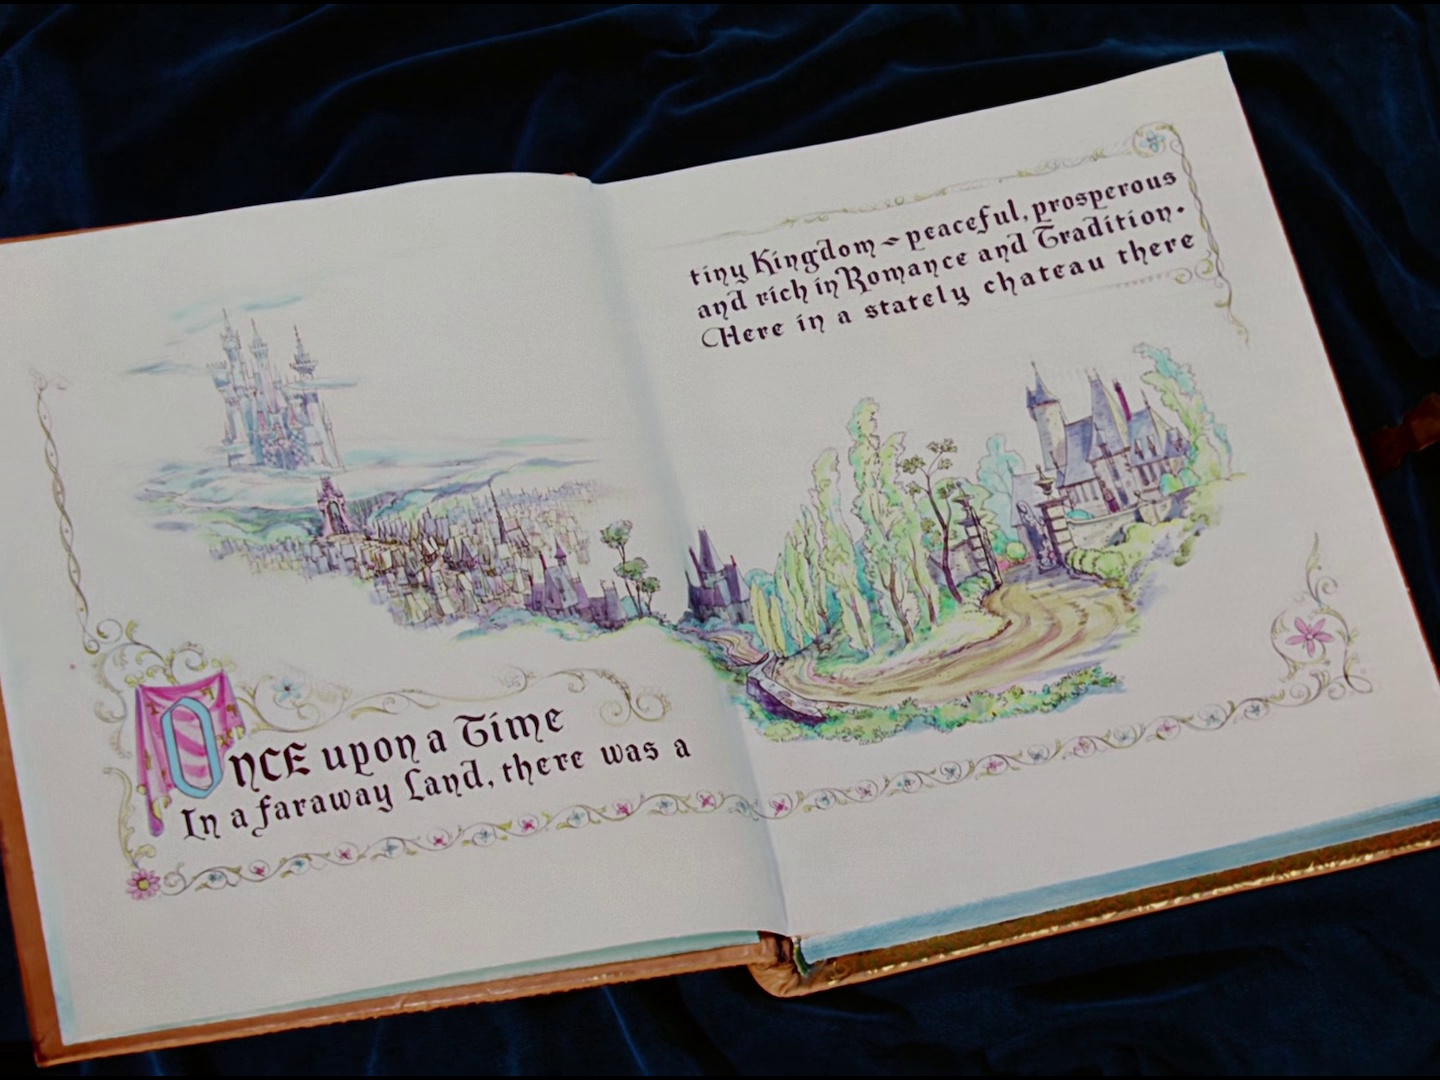 ONCE upon a Time
In a faraway Land, there was a
tiny Kingdom ~ peaceful, prosperous
and rich in Romance and Tradition.
Here in a stately chateau there